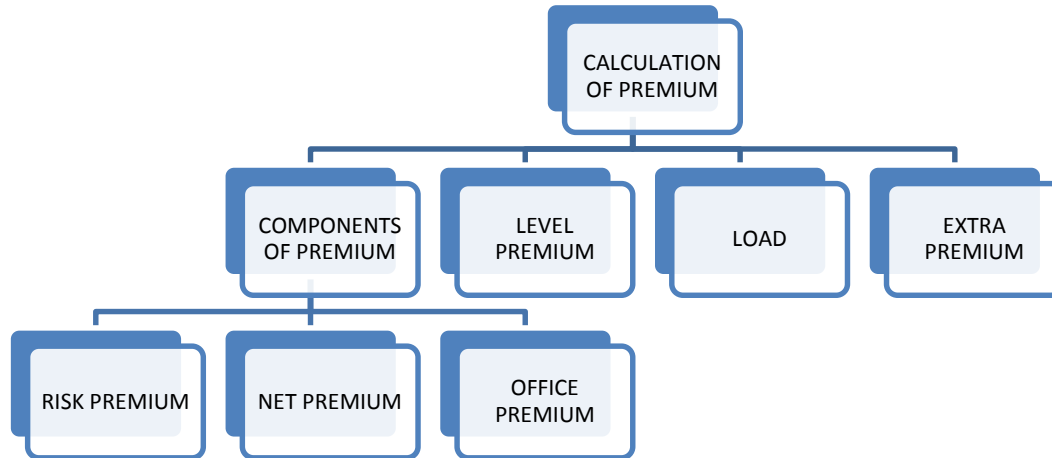 CALCULATION
OF PREMIUM
COMPONENTS
OF PREMIUM
LEVEL
PREMIUM
LOAD
EXTRA
PREMIUM
RISK PREMIUM
NET PREMIUM
OFFICE
PREMIUM